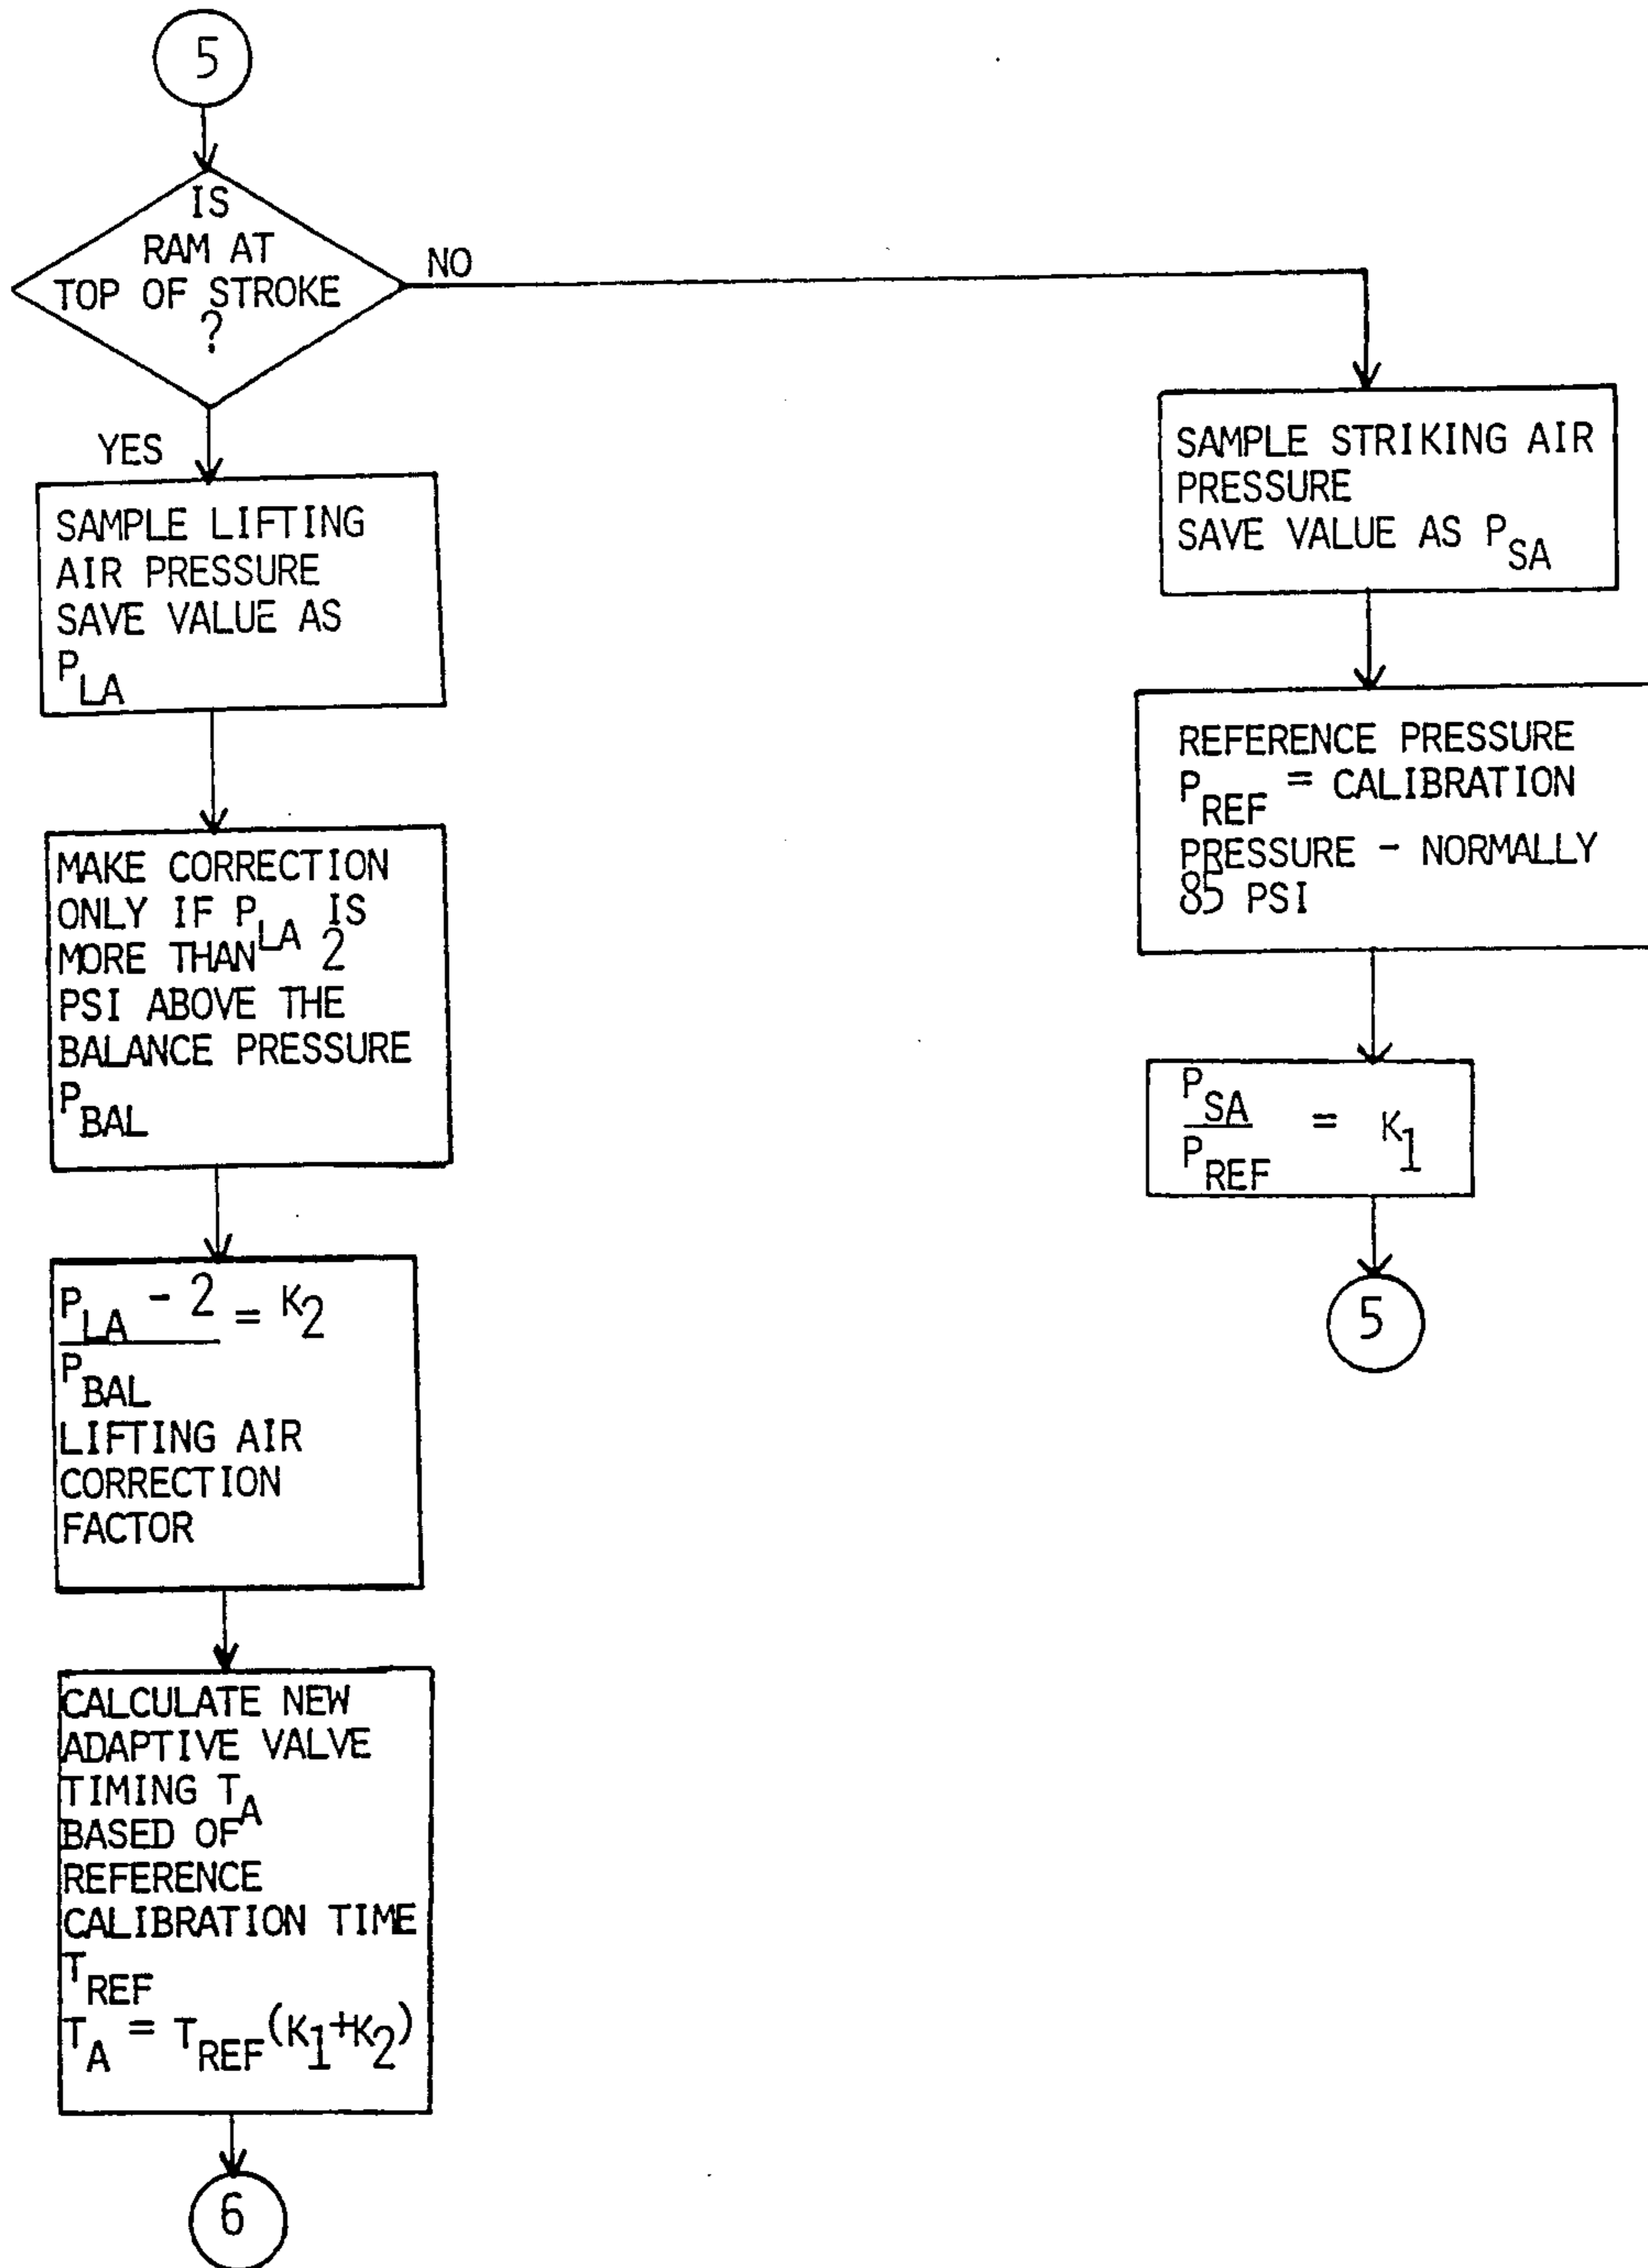 5
IS
RAM AT
TOP OF STROKE
?
NO
YES
SAMPLE LIFTING
AIR PRESSURE
SAVE VALUE AS
P_LA
MAKE CORRECTION
ONLY IF P_LA IS
MORE THAN 2
PSI ABOVE THE
BALANCE PRESSURE
P_BAL
P_LA - 2 = K_2
P_BAL
LIFTING AIR
CORRECTION
FACTOR
CALCULATE NEW
ADAPTIVE VALVE
TIMING T_A
BASED OF
REFERENCE
CALIBRATION TIME
T_REF
T_A = T_REF(K_1+K_2)
6
SAMPLE STRIKING AIR
PRESSURE
SAVE VALUE AS P_SA
REFERENCE PRESSURE
P_REF = CALIBRATION
PRESSURE - NORMALLY
85 PSI
P_SA = K_1
P_REF
5